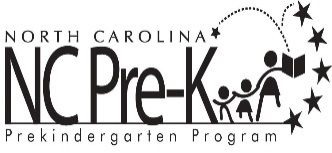 NORTH CAROLINA
NC Pre-K
Prekindergarten Program